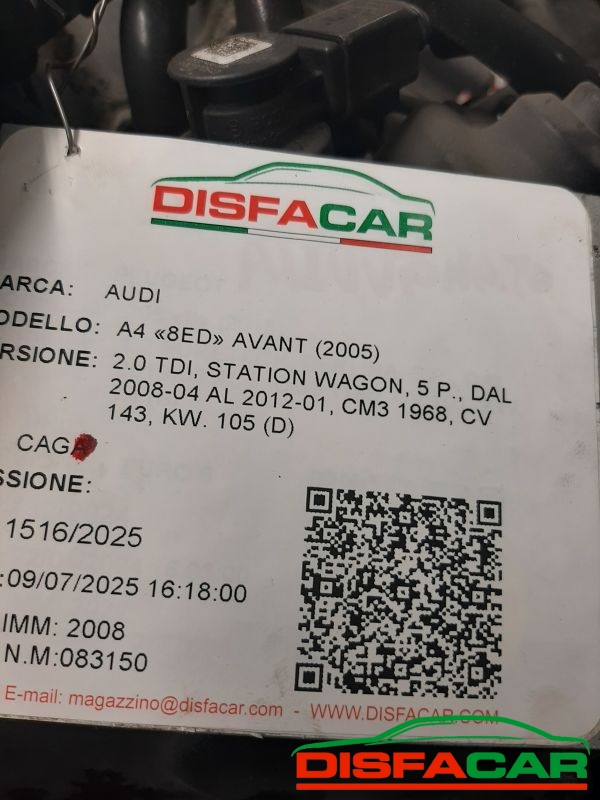 DISFACAR
ARCA: AUDI
ODELLO: A4 «8ED» AVANT (2005)
RSIONE: 2.0 TDI, STATION WAGON, 5 P., DAL
2008-04 AL 2012-01, CM3 1968, CV
143, KW. 105 (D)
CAGA
SSIONE:
1516/2025
:09/07/2025 16:18:00
IMM: 2008
N.M:083150
E-mail: magazzino@disfacar.com - WWW.DISFACAR.COM
DISFACAR